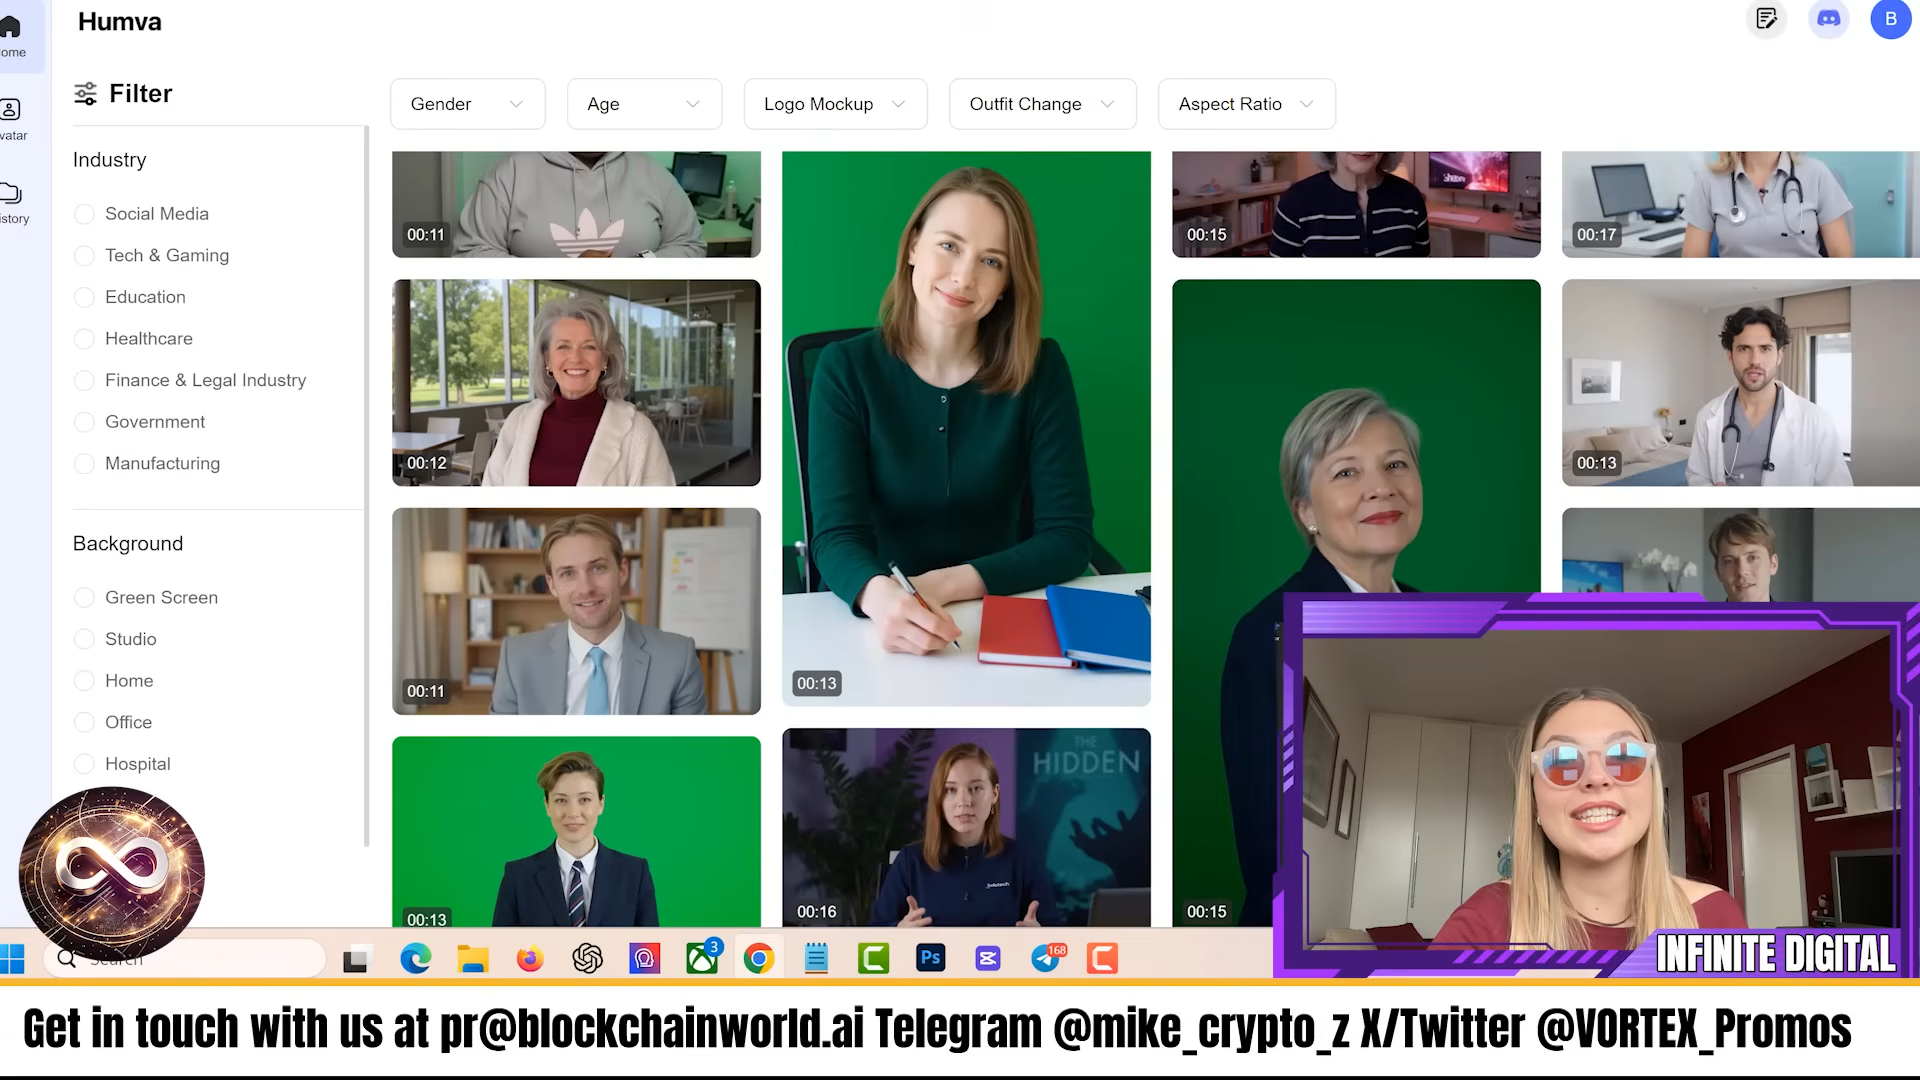 Humva
B
ome
Filter
Gender
Age
Logo Mockup
Outfit Change
Aspect Ratio
vatar
Industry
istory
Social Media
Tech & Gaming
Education
Healthcare
Finance & Legal Industry
Government
Manufacturing
Background
Green Screen
Studio
Home
Office
Hospital
00:11
00:15
00:17
00:12
00:13
00:11
00:13
THE
HIDDEN
00:13
00:16
00:15
Search
3
Ps
168
INFINITE DIGITAL
Get in touch with us at pr@blockchainworld.ai Telegram @mike_crypto_z X/Twitter @VORTEX_Promos